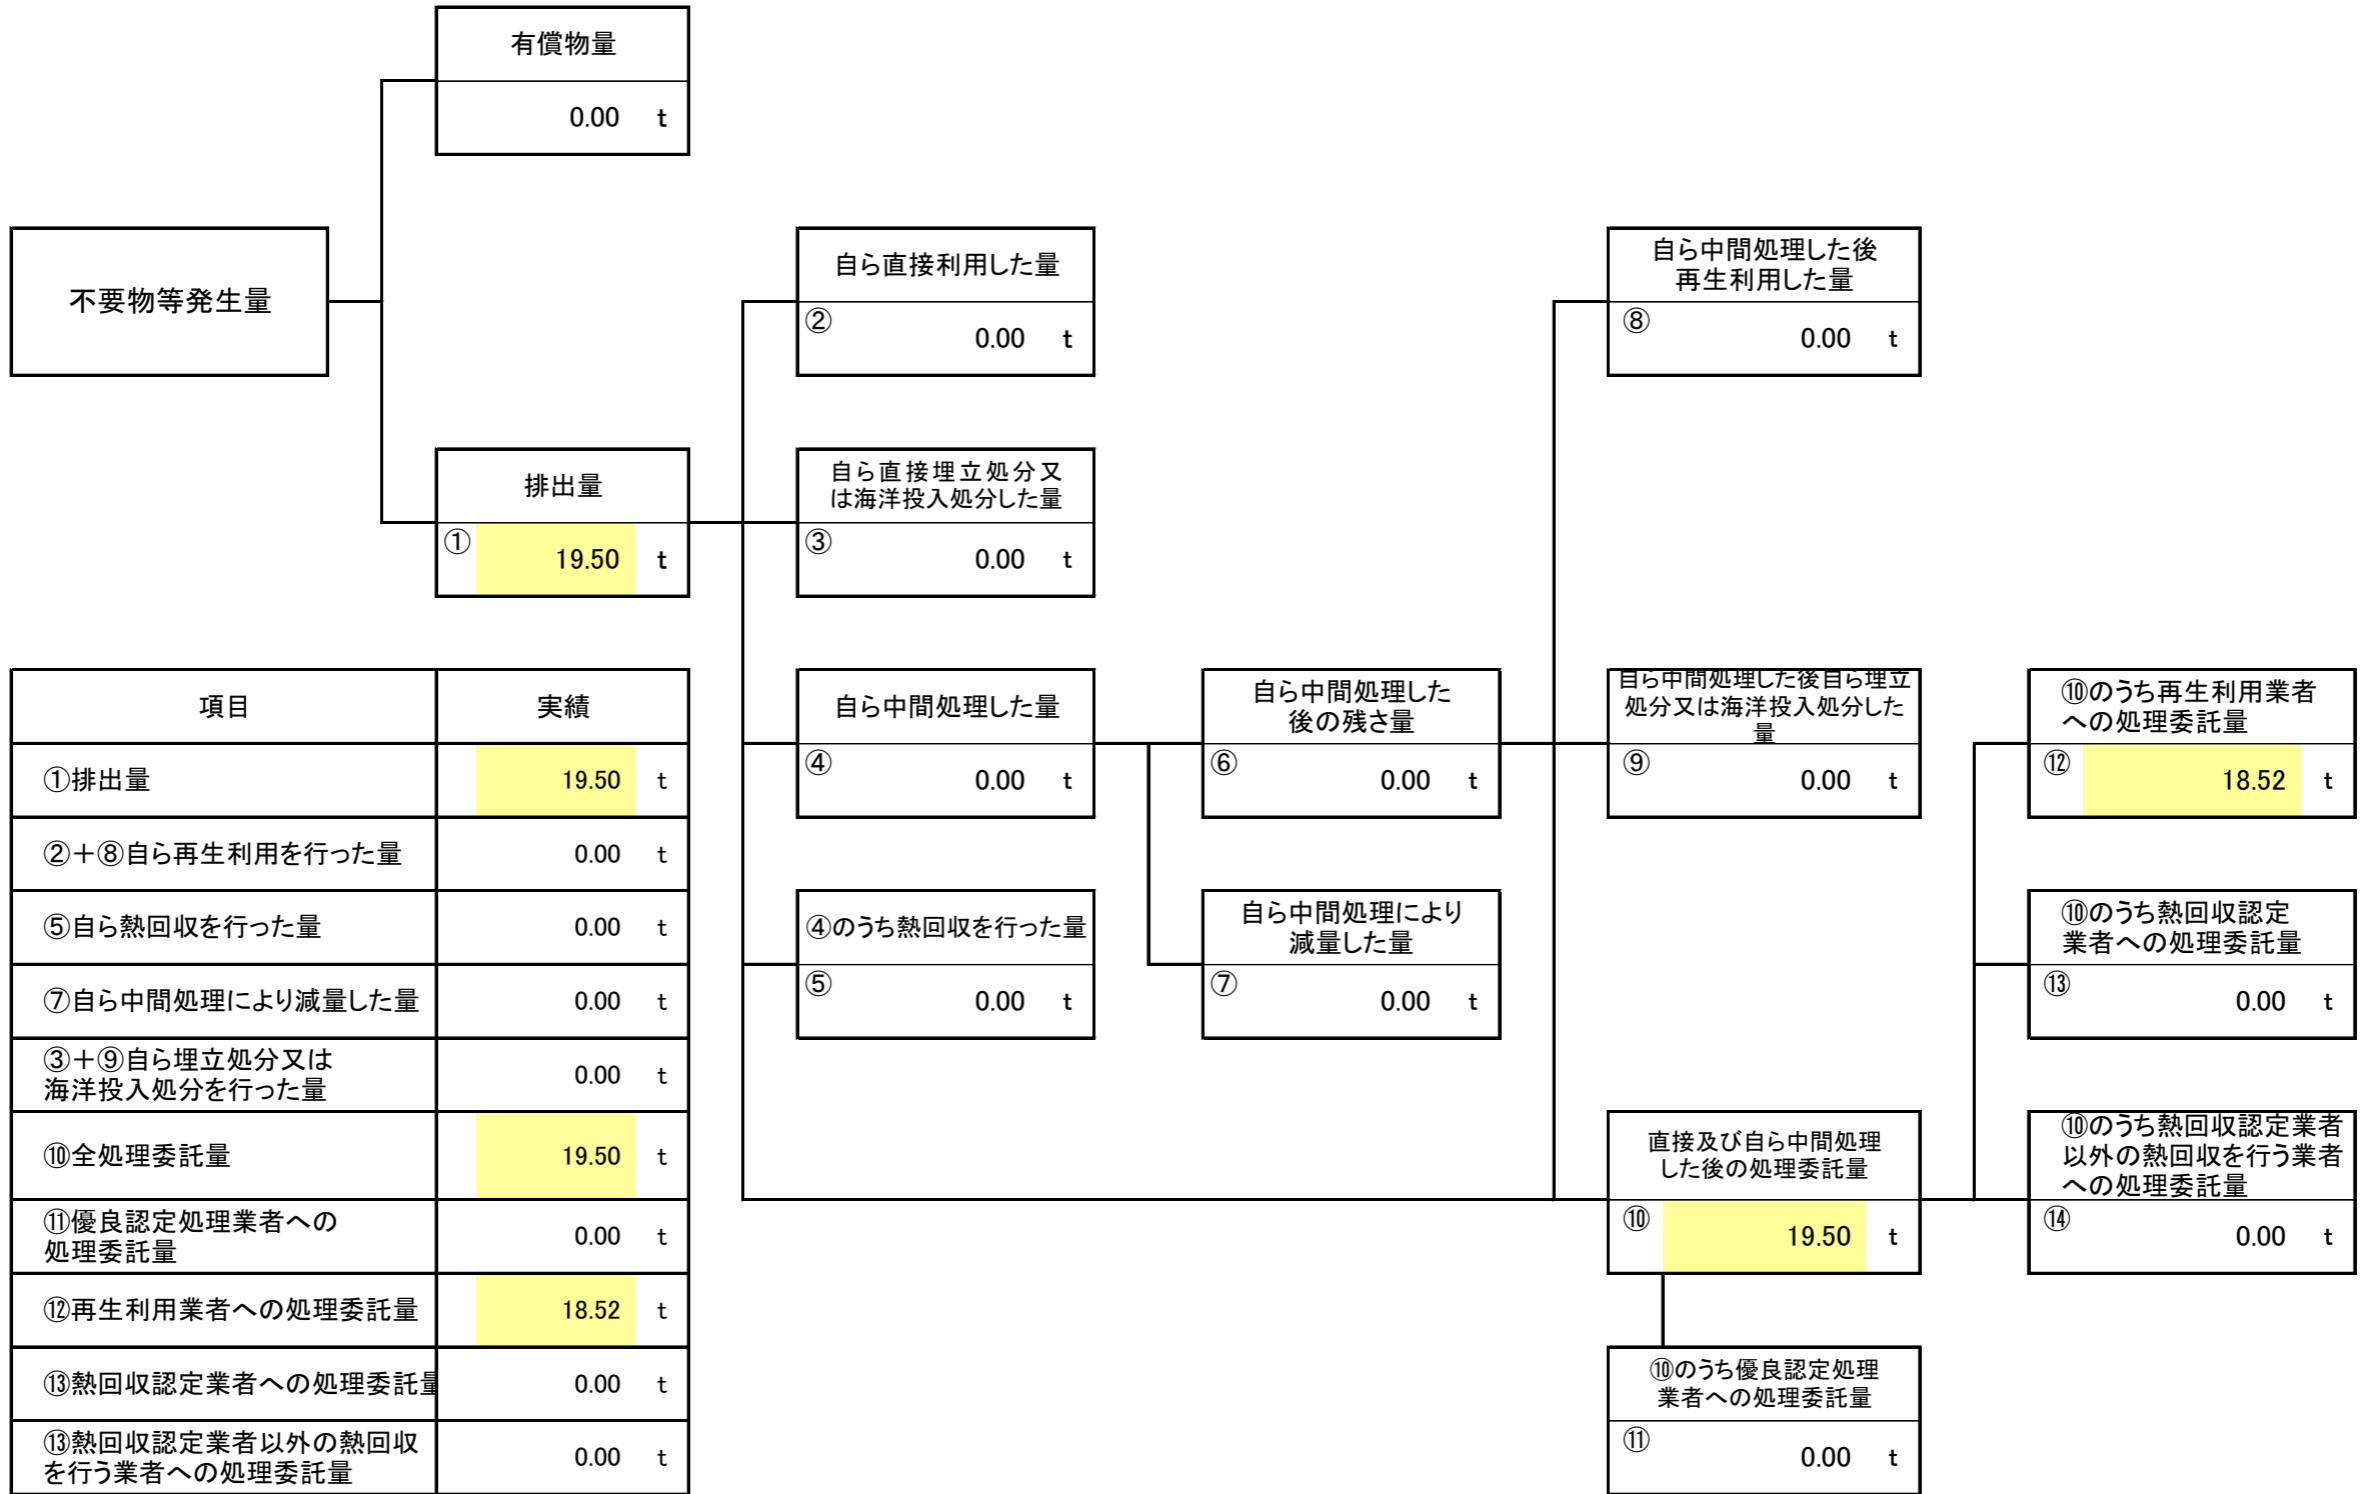 有償物量
0.00 t
不要物等発生量
自ら直接利用した量
② 0.00 t
自ら中間処理した後
再生利用した量
⑧ 0.00 t
排出量
① 19.50 t
自ら直接埋立処分又
は海洋投入処分した量
③ 0.00 t
項目 実績
①排出量 19.50 t
②＋⑧自ら再生利用を行った量 0.00 t
⑤自ら熱回収を行った量 0.00 t
⑦自ら中間処理により減量した量 0.00 t
③＋⑨自ら埋立処分又は
海洋投入処分を行った量 0.00 t
⑩全処理委託量 19.50 t
⑪優良認定処理業者への
処理委託量 0.00 t
⑫再生利用業者への処理委託量 18.52 t
⑬熱回収認定業者への処理委託量 0.00 t
⑬熱回収認定業者以外の熱回収
を行う業者への処理委託量 0.00 t
自ら中間処理した量
④ 0.00 t
自ら中間処理した
後の残さ量
⑥ 0.00 t
自ら中間処理した後自ら埋立
処分又は海洋投入処分した
量
⑨ 0.00 t
⑩のうち再生利用業者
への処理委託量
⑫ 18.52 t
④のうち熱回収を行った量
⑤ 0.00 t
自ら中間処理により
減量した量
⑦ 0.00 t
⑩のうち熱回収認定
業者への処理委託量
⑬ 0.00 t
直接及び自ら中間処理
した後の処理委託量
⑩ 19.50 t
⑩のうち熱回収認定業者
以外の熱回収を行う業者
への処理委託量
⑭ 0.00 t
⑩のうち優良認定処理
業者への処理委託量
⑪ 0.00 t